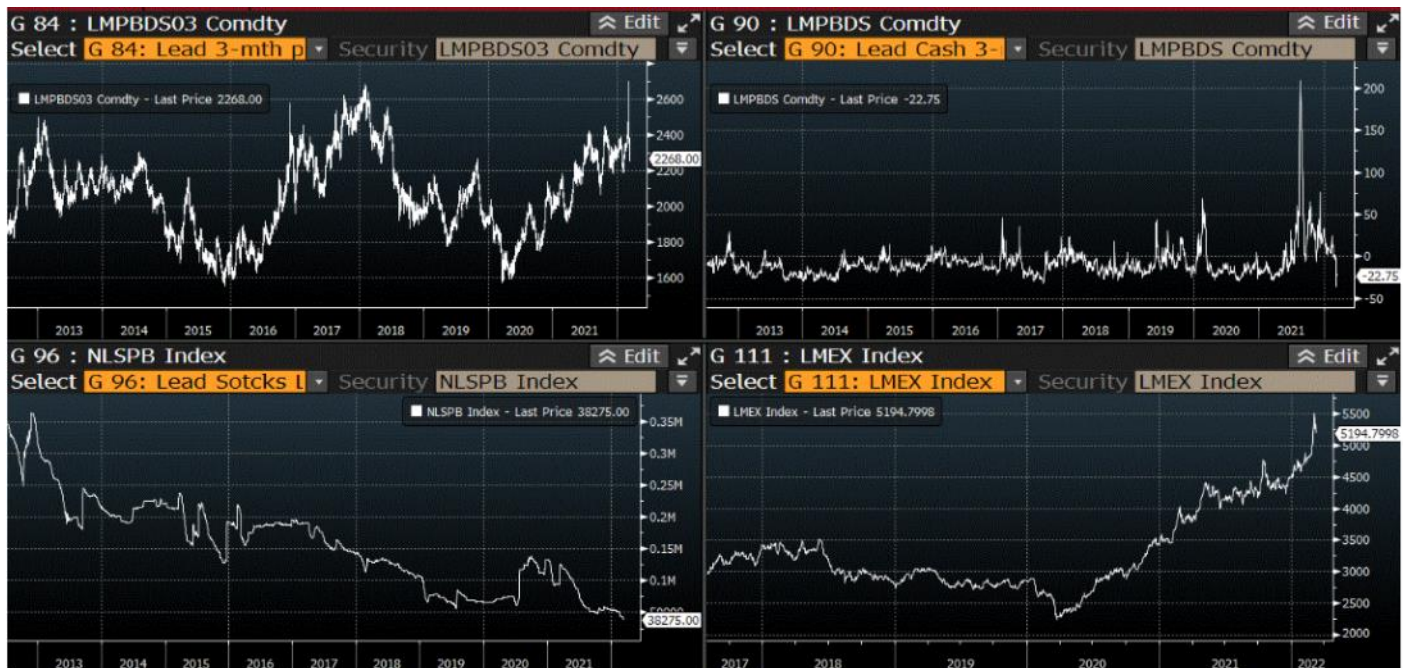 G 84 : LMPBDS03 Comdty
Edit
Select G 84: Lead 3-mth p Security LMPBDS03 Comdty
LMPBDS03 Comdty - Last Price 2268.00
2600
2400
2268.00
2200
2000
1800
1600
2013 2014 2015 2016 2017 2018 2019 2020 2021
G 90 : LMPBDS Comdty
Edit
Select G 90: Lead Cash 3- Security LMPBDS Comdty
LMPBDS Comdty - Last Price -22.75
200
150
100
50
0
-22.75
-50
2013 2014 2015 2016 2017 2018 2019 2020 2021
G 96 : NLSPB Index
Edit
Select G 96: Lead Sotcks L Security NLSPB Index
NLSPB Index - Last Price 38275.00
0.35M
0.3M
0.25M
0.2M
0.15M
0.1M
50000
38275.00
2013 2014 2015 2016 2017 2018 2019 2020 2021
G 111 : LMEX Index
Edit
Select G 111: LMEX Index Security LMEX Index
LMEX Index - Last Price 5194.7998
5500
5194.7998
5000
4500
4000
3500
3000
2500
2000
2017 2018 2019 2020 2021 2022